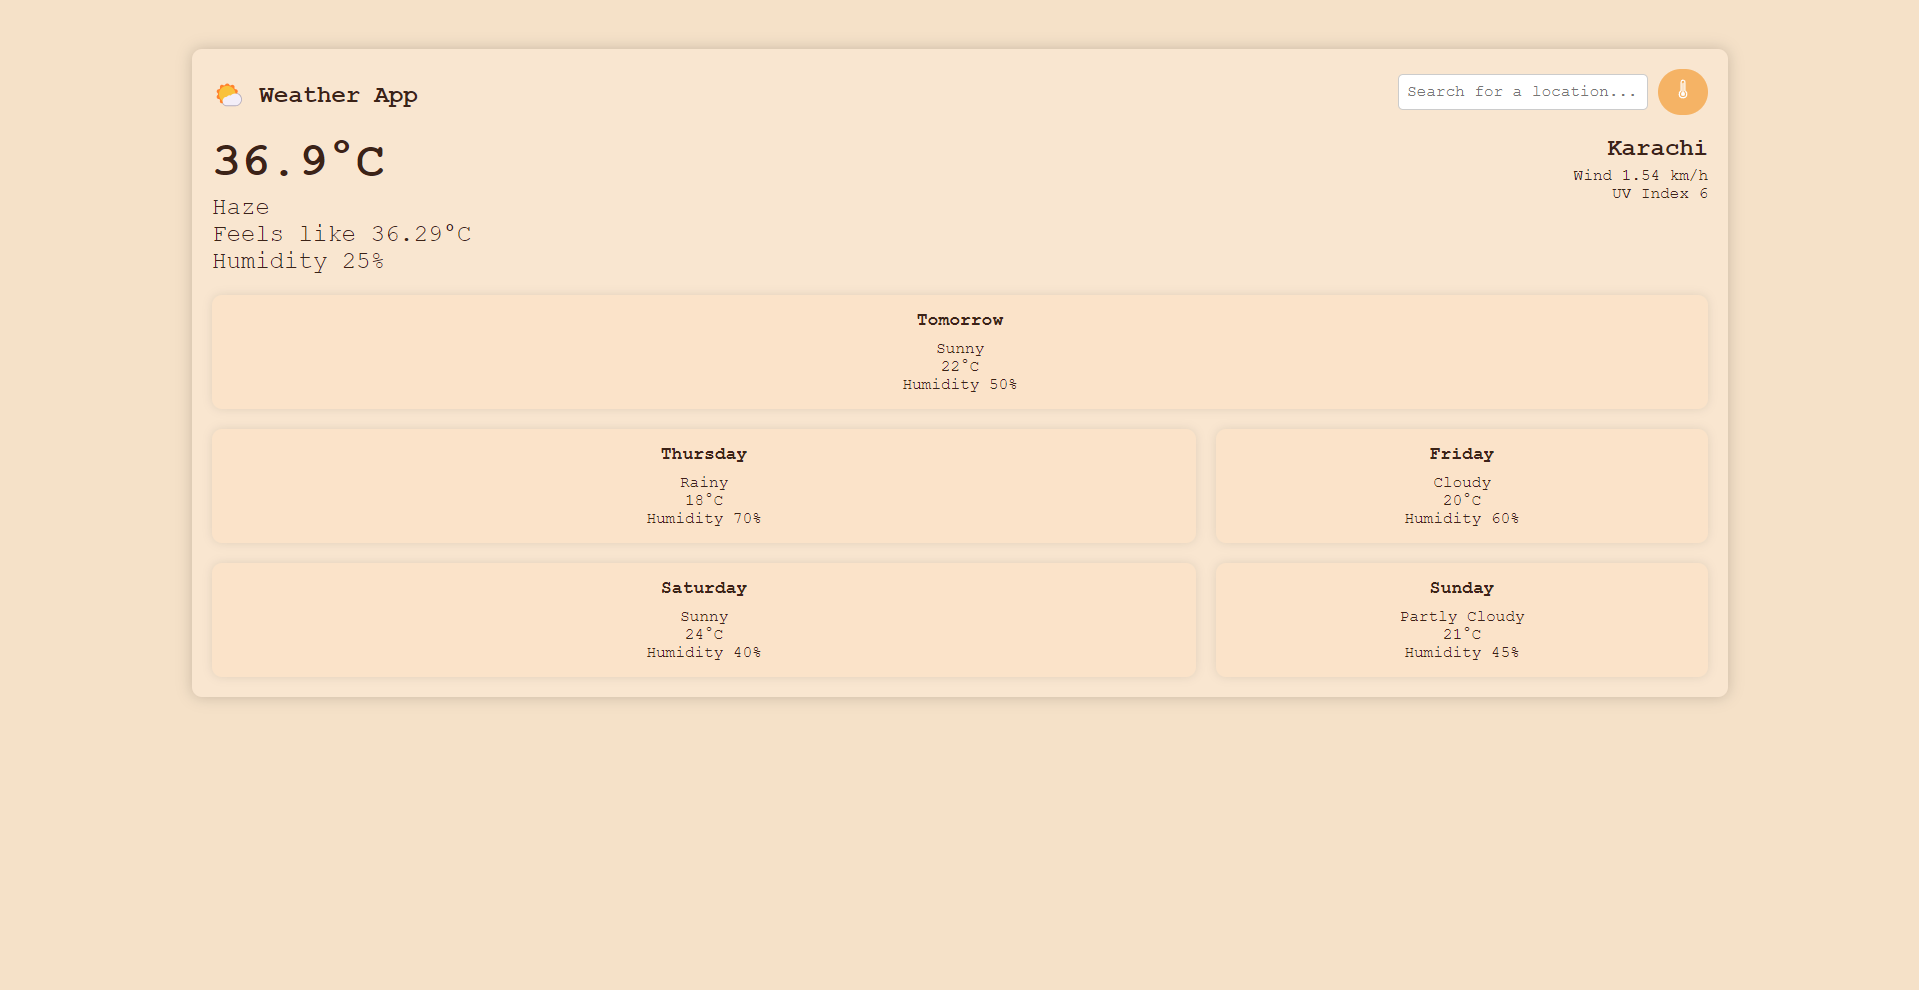 Weather App
Search for a location...
36.9°C
Haze
Feels like 36.29°C
Humidity 25%
Karachi
Wind 1.54 km/h
UV Index 6
Tomorrow
Sunny
22°C
Humidity 50%
Thursday
Rainy
18°C
Humidity 70%
Friday
Cloudy
20°C
Humidity 60%
Saturday
Sunny
24°C
Humidity 40%
Sunday
Partly Cloudy
21°C
Humidity 45%